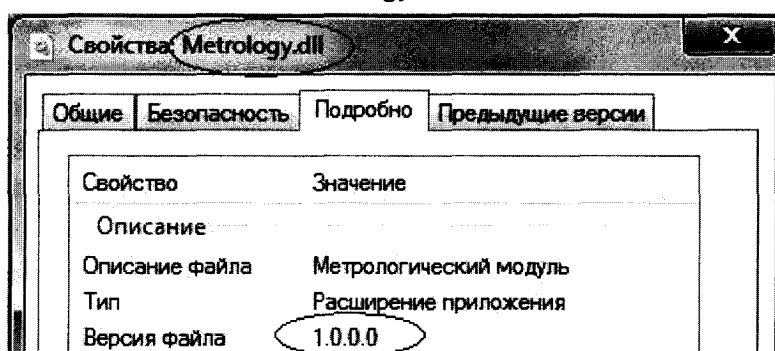 Свойства: Metrology.dll
x
Общие Безопасность Подробно Предыдущие версии
Свойство Значение
Описание
Описание файла Метрологический модуль
Тип Расширение приложения
Версия файла 1.0.0.0